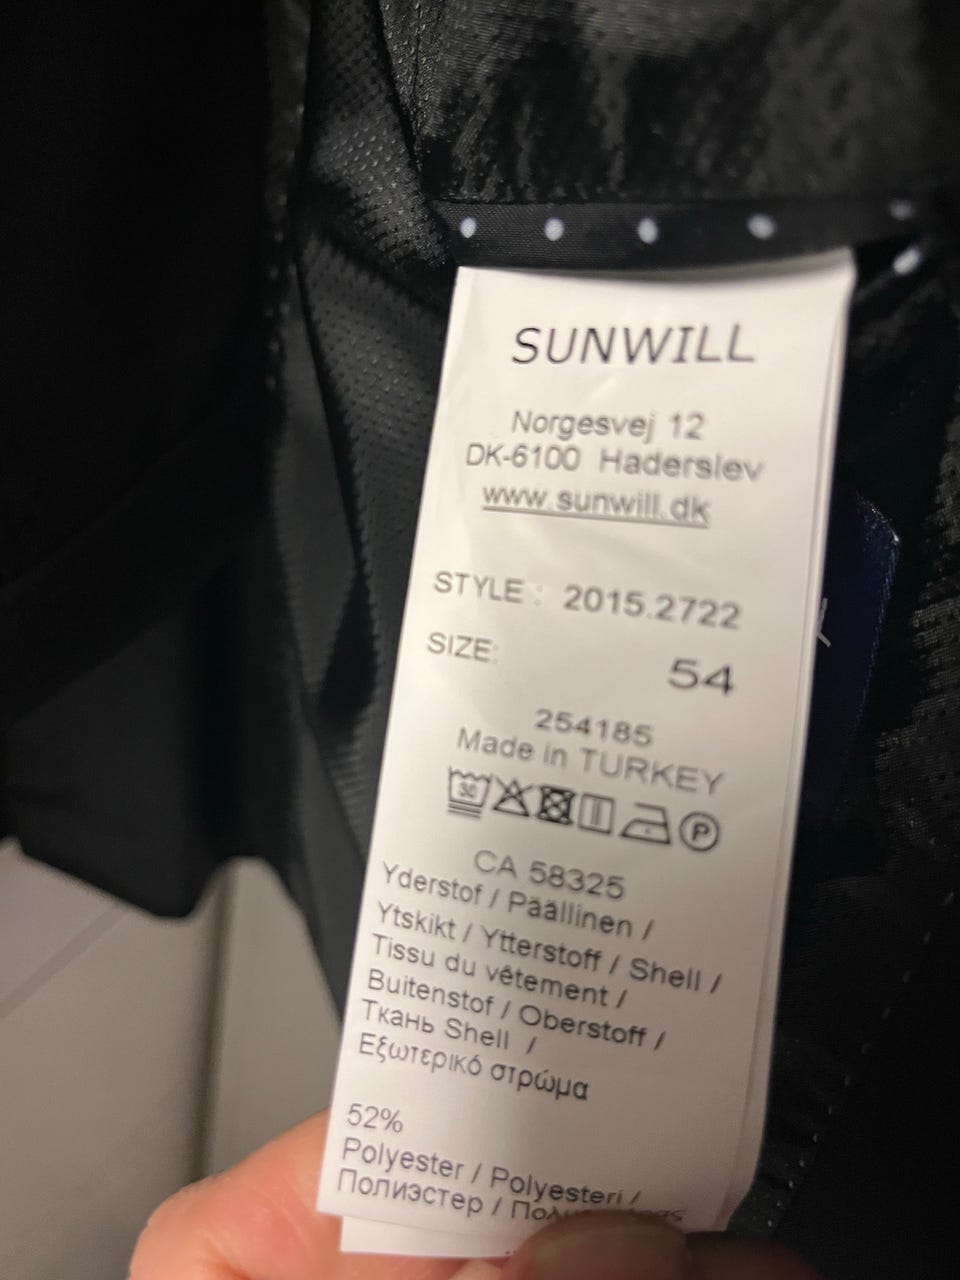 SUNWILL
Norgesvej 12
DK-6100 Haderslev
www.sunwill.dk
STYLE : 2015.2722
SIZE: 54
254185
Made in TURKEY
30
P
CA 58325
Yderstof / Päällinen /
Ytskikt / Ytterstoff / Shell /
Tissu du vêtement /
Buitenstof / Oberstoff /
Ткань Shell /
Εξωτερικό στρώμα
52%
Polyester / Polyesteri /
Полиэстер /